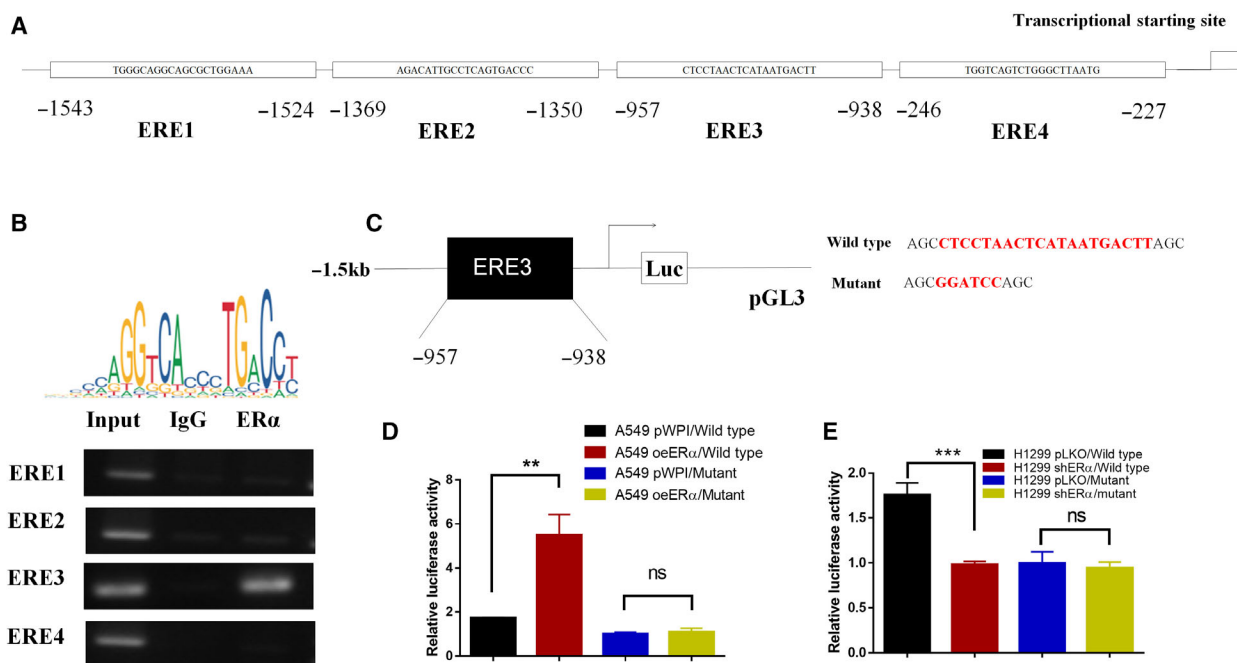 A
Transcriptional starting site
TGGGCAGGCAGCGCTGGAAA AGACATTGCCTCAGTGACCC CTCCTAACTCATAATGACTT TGGTCAGTCTGGGCTTAATG
−1543 −1524 −1369 −1350 −957 −938 −246 −227
ERE1 ERE2 ERE3 ERE4
B
Input IgG ERα
ERE1
ERE2
ERE3
ERE4
C
−1.5kb ERE3 Luc pGL3
−957 −938
Wild type AGCCTCCTAACTCATAATGACTTAGC
Mutant AGCGGATCCAGC
D
A549 pWPI/Wild type
A549 oeERα/Wild type
A549 pWPI/Mutant
A549 oeERα/Mutant
Relative luciferase activity
8
6
4
2
0
**
ns
E
H1299 pLKO/Wild type
H1299 shERα/Wild type
H1299 pLKO/Mutant
H1299 shERα/mutant
Relative luciferase activity
2.0
1.5
1.0
0.5
0.0
***
ns